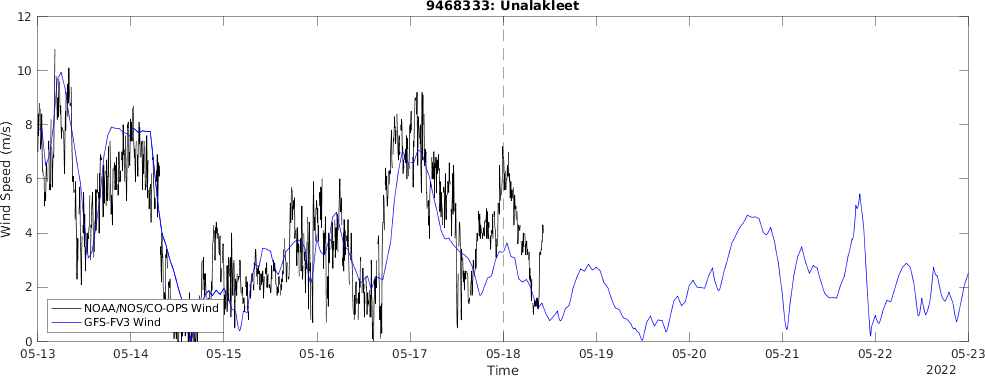 9468333: Unalakleet
12
10
8
6
4
2
0
Wind Speed (m/s)
NOAA/NOS/CO-OPS Wind
GFS-FV3 Wind
05-13 05-14 05-15 05-16 05-17 05-18 05-19 05-20 05-21 05-22 05-23
Time
2022